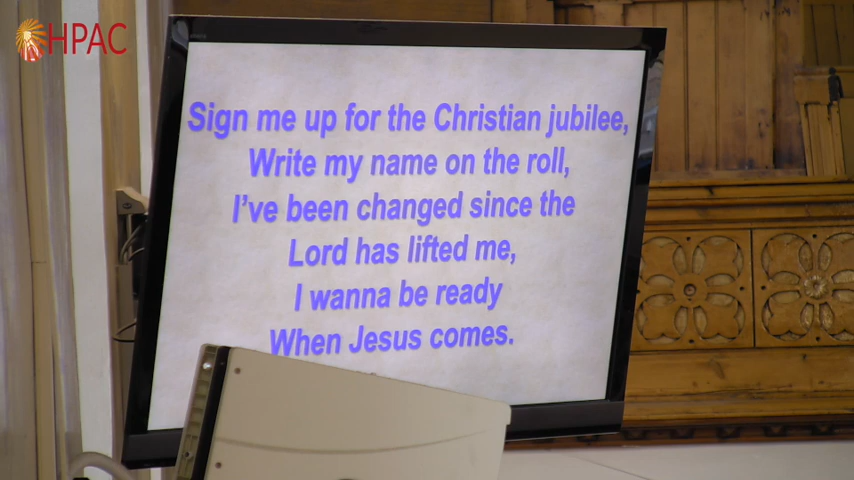 HPAC
Sign me up for the Christian jubilee,
Write my name on the roll,
I've been changed since the
Lord has lifted me,
I wanna be ready
When Jesus comes.